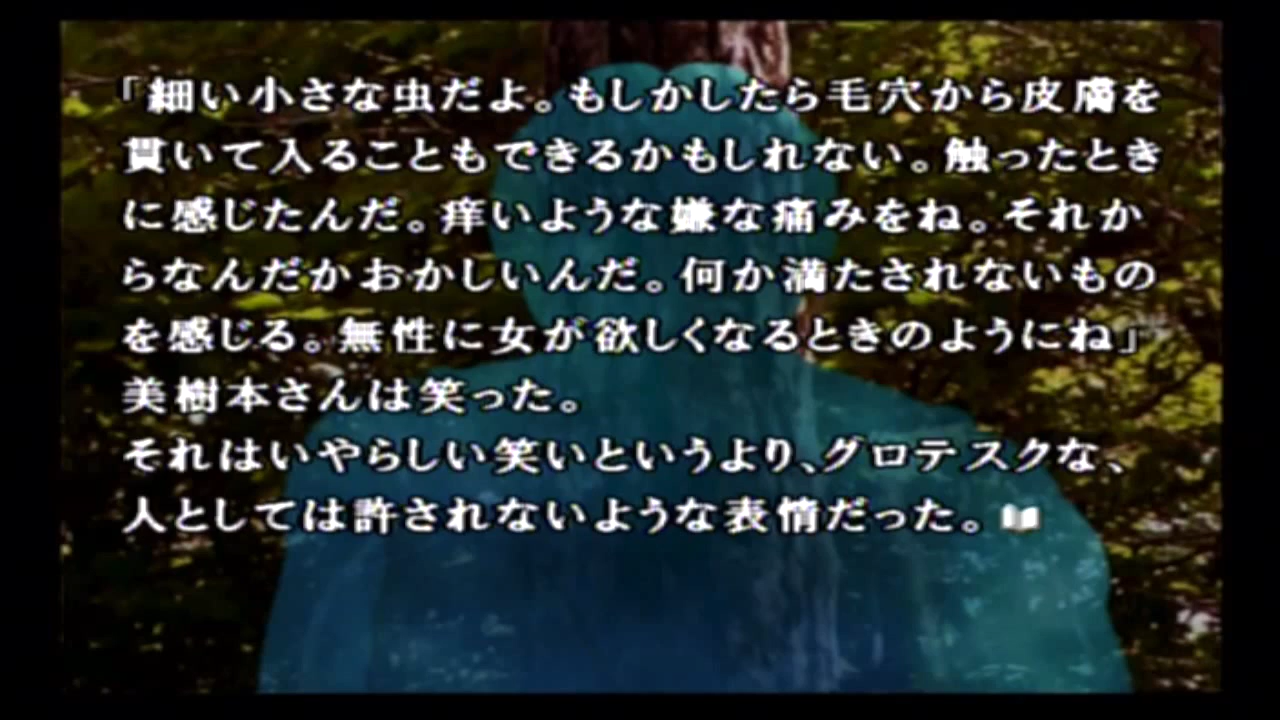 「細い小さな虫だよ。もしかしたら毛穴から皮膚を
貫いて入ることもできるかもしれない。触ったとき
に感じたんだ。痒いような嫌な痛みをね。それか
らなんだかおかしいんだ。何か満たされないもの
を感じる。無性に女が欲しくなるときのようにね」
美樹本さんは笑った。
それはいやらしい笑いというより、グロテスクな、
人としては許されないような表情だった。